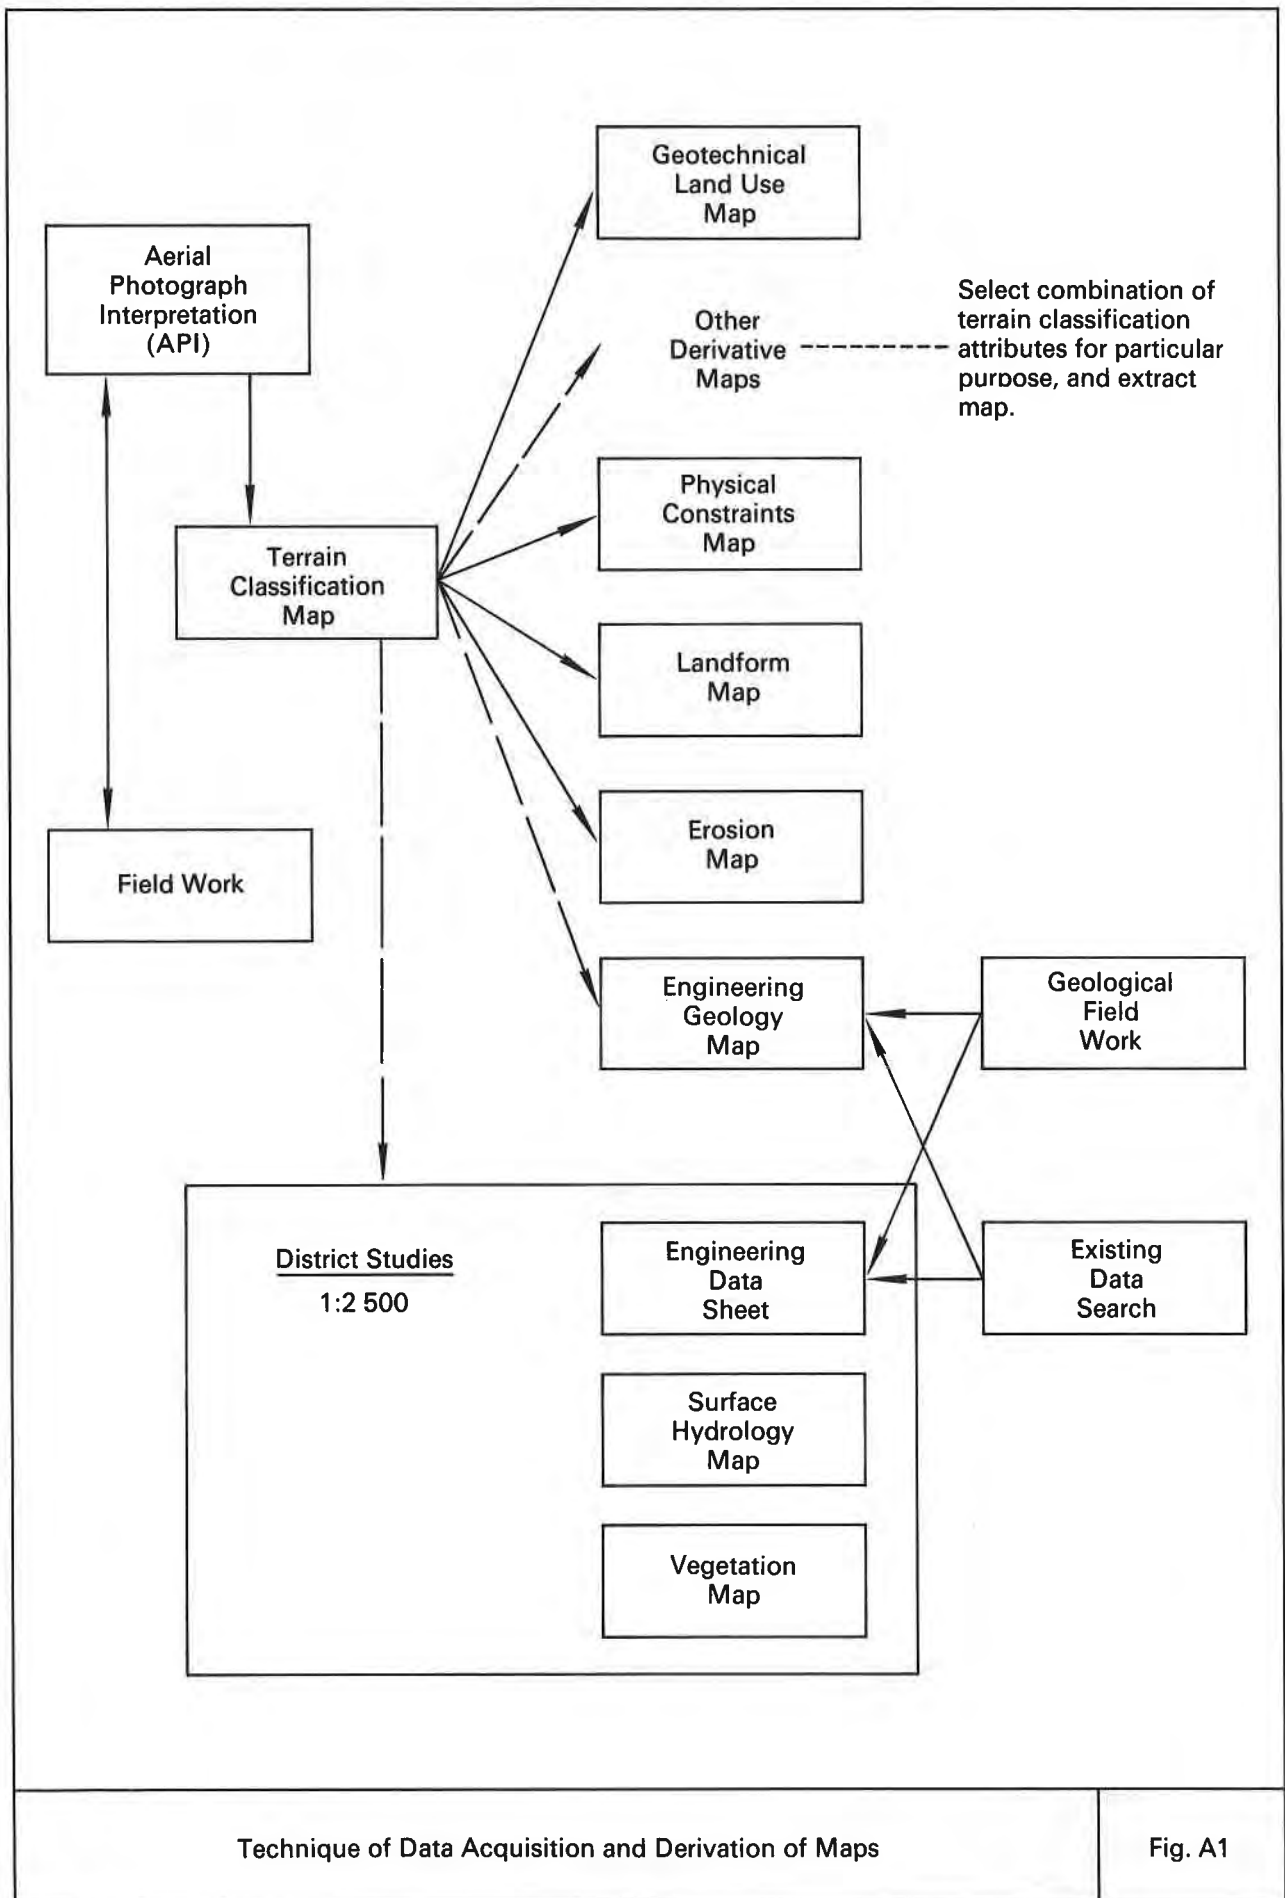 Geotechnical
Land Use
Map
Aerial
Photograph
Interpretation
(API)
Other
Derivative
Maps
Select combination of
terrain classification
attributes for particular
purpose, and extract
map.
Physical
Constraints
Map
Terrain
Classification
Map
Landform
Map
Erosion
Map
Field Work
Engineering
Geology
Map
Geological
Field
Work
District Studies
1:2 500
Engineering
Data
Sheet
Existing
Data
Search
Surface
Hydrology
Map
Vegetation
Map
Technique of Data Acquisition and Derivation of Maps
Fig. A1